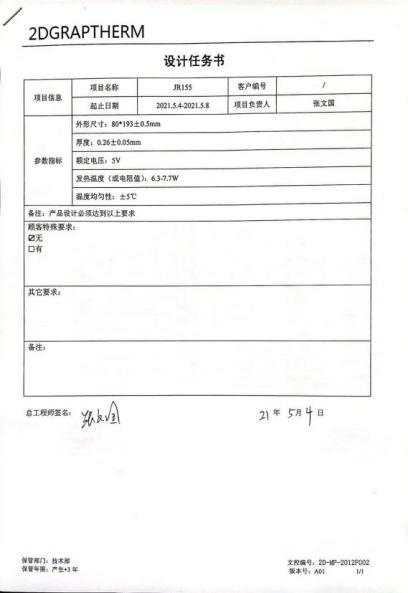 2DGRAPTHERM
设计任务书
项目信息 项目名称 JR155 客户编号 /
起止日期 2021.5.4-2021.5.8 项目负责人 张文国
参数指标 外形尺寸：80*193±0.5mm
厚度：0.26±0.05mm
额定电压：5V
发热温度（或电阻值）：6.3-7.7W
温度均匀性：±5℃
备注：产品设计必须达到以上要求
顾客特殊要求：
☑无
☐有
其它要求：
备注：
总工程师签名：张文国 21 年 5月 4 日
保管部门：技术部
保管年限：产生+3 年
文控编号：2D-MP-2012F002
版本号：A01 1/1